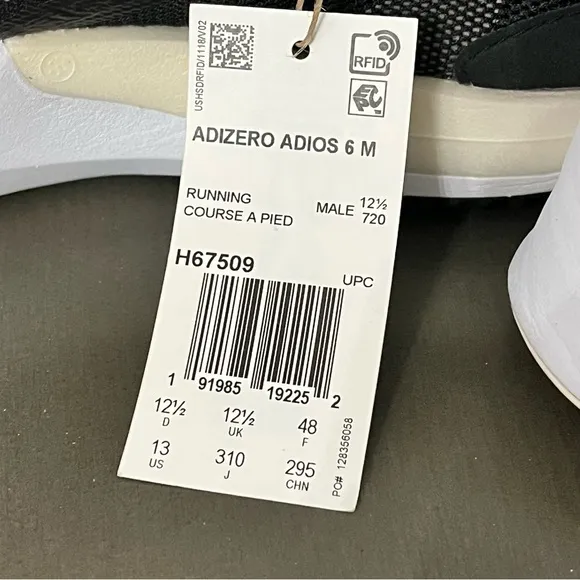 USHSDRFID/1118/V02
RFID
EPC
ADIZERO ADIOS 6 M
RUNNING
COURSE A PIED
MALE 12½
720
H67509
UPC
1 91985 19225 2
12½ 12½ 48
D UK F
13 310 295
US J CHN
PO# 128356058